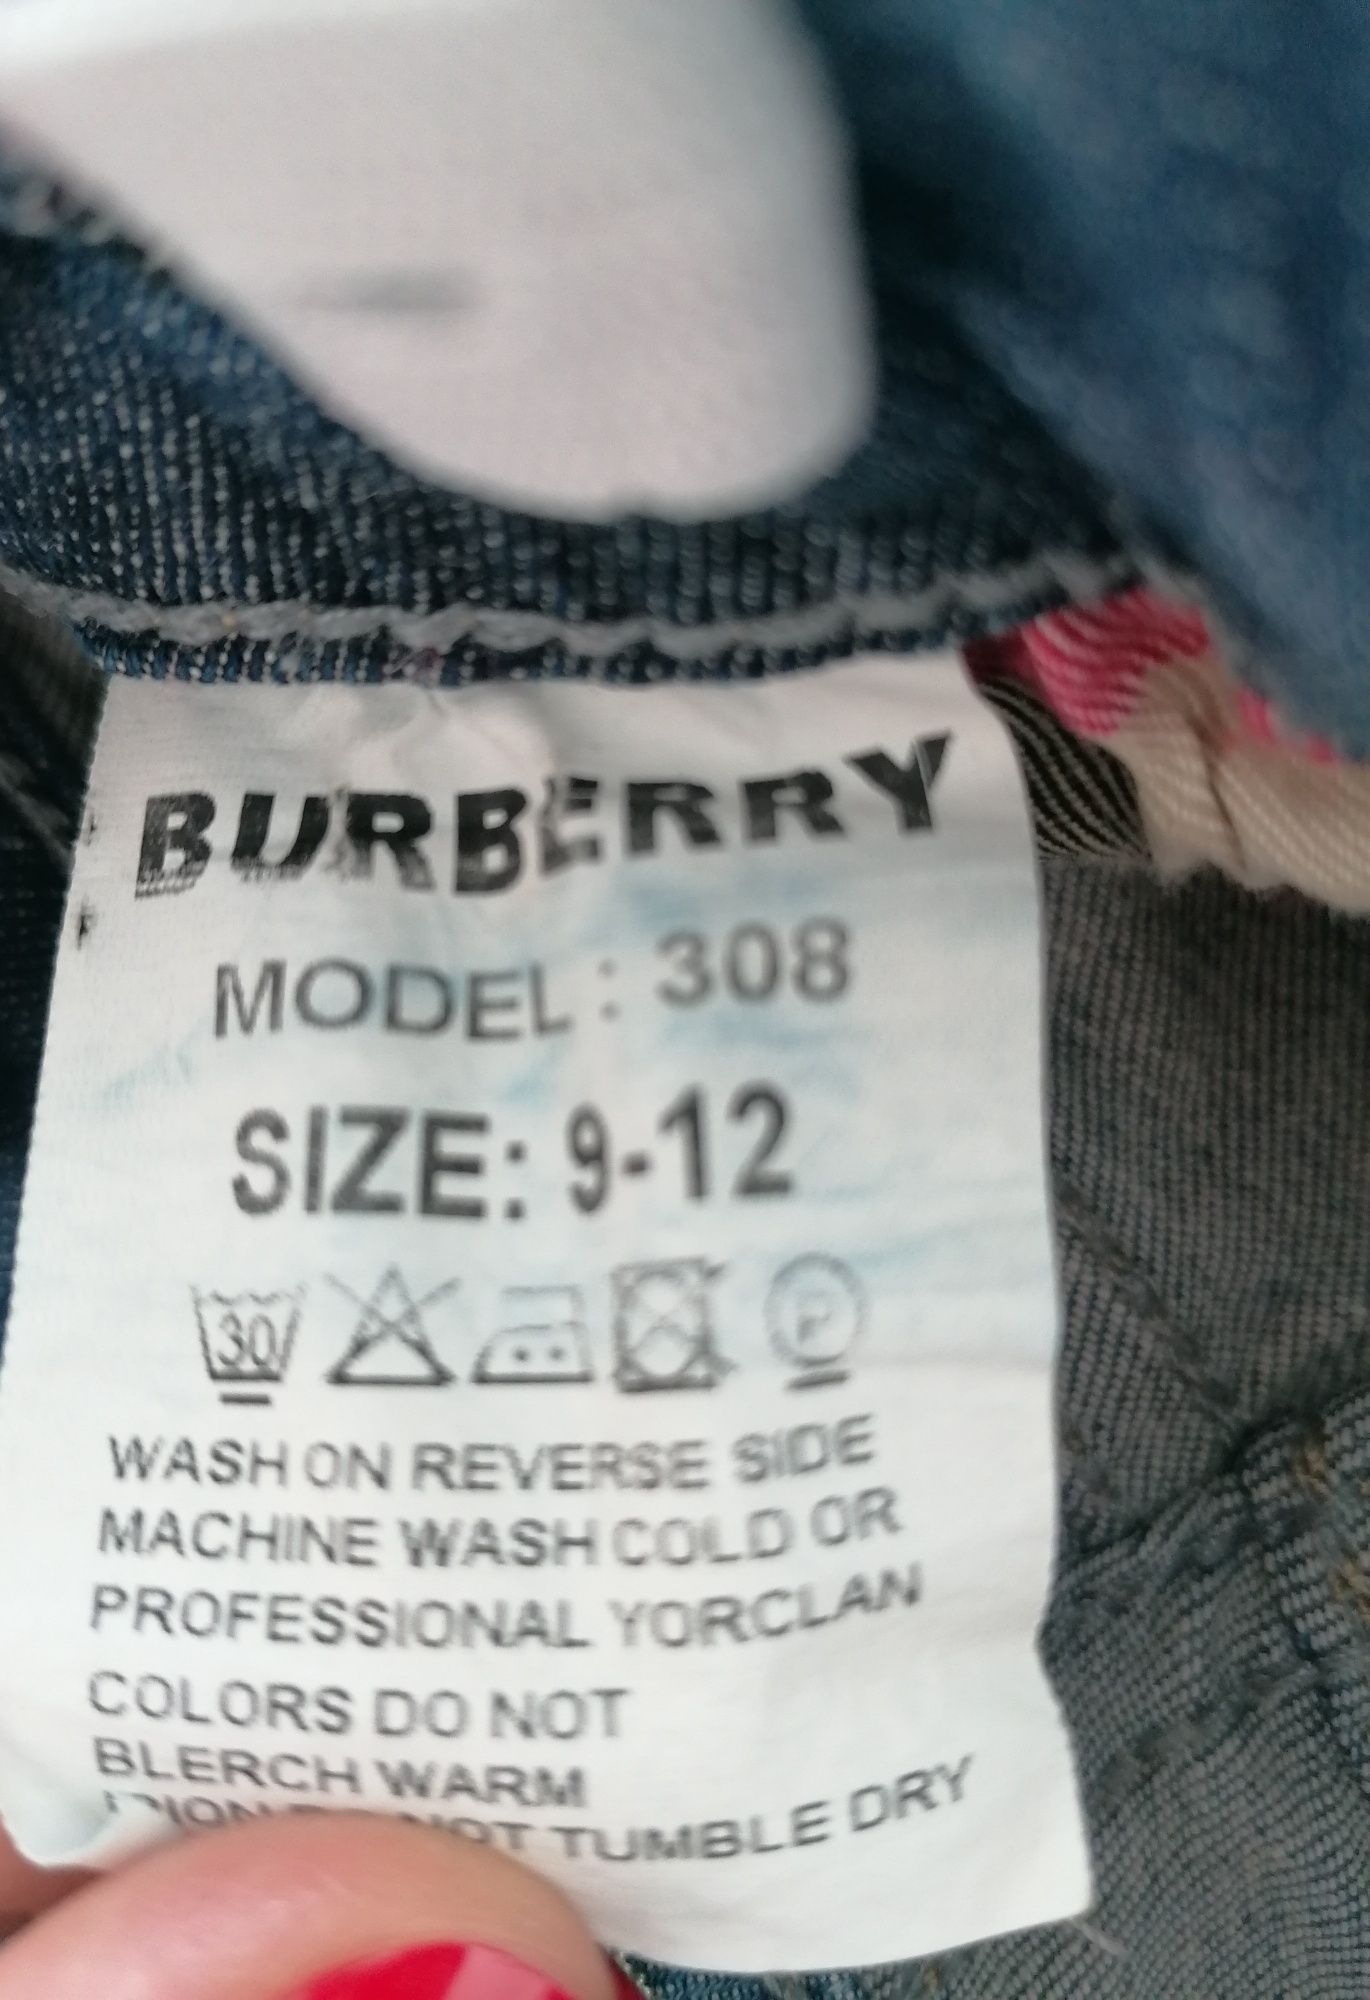 BURBERRY
MODEL : 308
SIZE: 9-12
30 P
WASH ON REVERSE SIDE
MACHINE WASH COLD OR
PROFESSIONAL YORCLAN
COLORS DO NOT
BLERCH WARM
NOT TUMBLE DRY